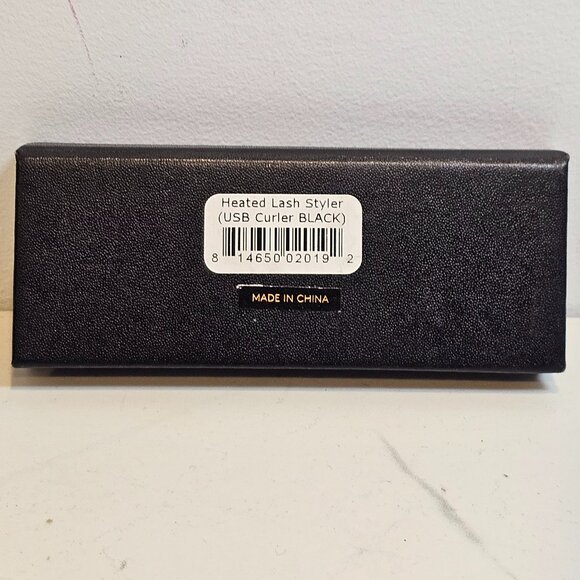 Heated Lash Styler
(USB Curler BLACK)
8 14650 02019 2
MADE IN CHINA